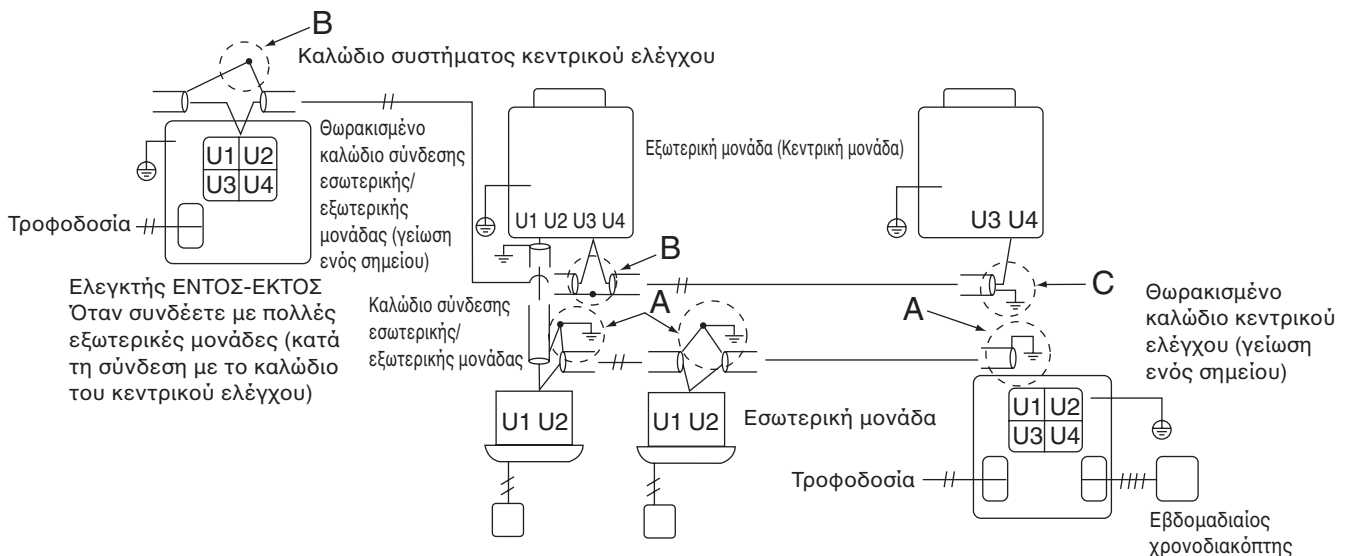 B
Καλώδιο συστήματος κεντρικού ελέγχου
U1 U2
U3 U4
Τροφοδοσία
Θωρακισμένο
καλώδιο σύνδεσης
εσωτερικής/
εξωτερικής
μονάδας (γείωση
ενός σημείου)
Ελεγκτής ΕΝΤΟΣ-ΕΚΤΟΣ
Όταν συνδέετε με πολλές
εξωτερικές μονάδες (κατά
τη σύνδεση με το καλώδιο
του κεντρικού ελέγχου)
Εξωτερική μονάδα (Κεντρική μονάδα)
U1 U2 U3 U4
U3 U4
B
C
A
A
Καλώδιο σύνδεσης
εσωτερικής/
εξωτερικής μονάδας
Θωρακισμένο
καλώδιο κεντρικού
ελέγχου (γείωση
ενός σημείου)
U1 U2
U1 U2
Εσωτερική μονάδα
U1 U2
U3 U4
Τροφοδοσία
Εβδομαδιαίος
χρονοδιακόπτης